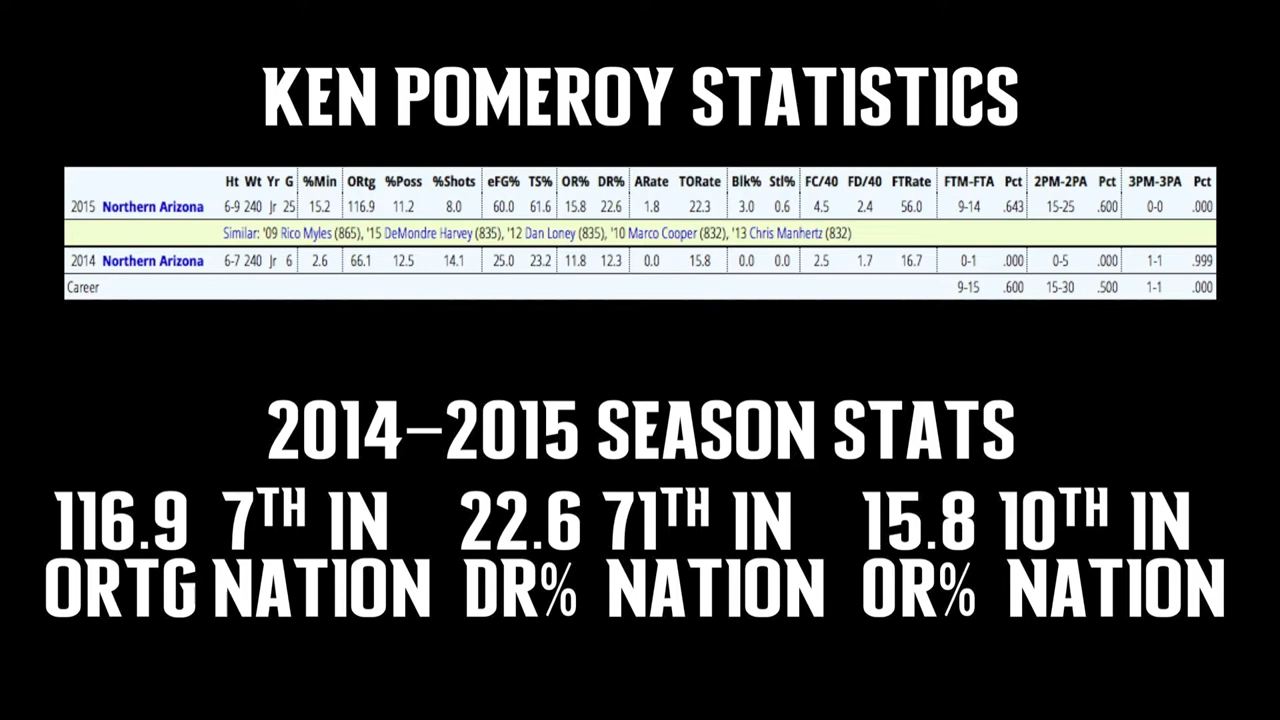 KEN POMEROY STATISTICS
Ht Wt Yr G %Min ORtg %Poss %Shots eFG% TS% OR% DR% ARate TORate Blk% Stl% FC/40 FD/40 FTRate FTM-FTA Pct 2PM-2PA Pct 3PM-3PA Pct
2015 Northern Arizona 6-9 240 Jr 25 15.2 116.9 11.2 8.0 60.0 61.6 15.8 22.6 1.8 22.3 3.0 0.6 4.5 2.4 56.0 9-14 .643 15-25 .600 0-0 .000
Similar: '09 Rico Myles (865), '15 DeMondre Harvey (835), '12 Dan Loney (835), '10 Marco Cooper (832), '13 Chris Manhertz (832)
2014 Northern Arizona 6-7 240 Jr 6 2.6 66.1 12.5 14.1 25.0 23.2 11.8 12.3 0.0 15.8 0.0 0.0 2.5 1.7 16.7 0-1 .000 0-5 .000 1-1 .999
Career 9-15 .600 15-30 .500 1-1 .000
2014–2015 SEASON STATS
116.9 7TH IN 22.6 71TH IN 15.8 10TH IN
ORTG NATION DR% NATION OR% NATION